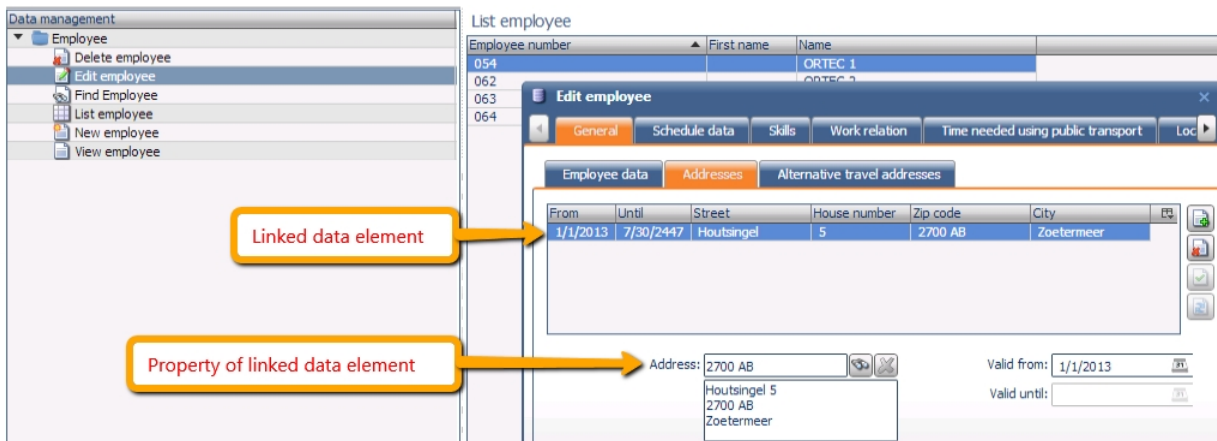 Data management
Employee
Delete employee
Edit employee
Find Employee
List employee
New employee
View employee
List employee
Employee number First name Name
054 ORTEC 1
062 ORTEC 2
063
064
Edit employee
General Schedule data Skills Work relation Time needed using public transport Loc
Employee data Addresses Alternative travel addresses
From Until Street House number Zip code City
1/1/2013 7/30/2447 Houtsingel 5 2700 AB Zoetermeer
Linked data element
Property of linked data element
Address: 2700 AB Valid from: 1/1/2013
Houtsingel 5 Valid until:
2700 AB
Zoetermeer